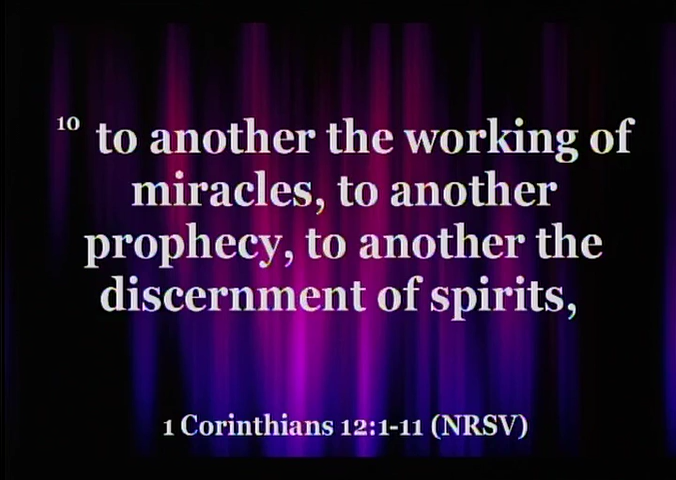 10 to another the working of
miracles, to another
prophecy, to another the
discernment of spirits,
1 Corinthians 12:1-11 (NRSV)